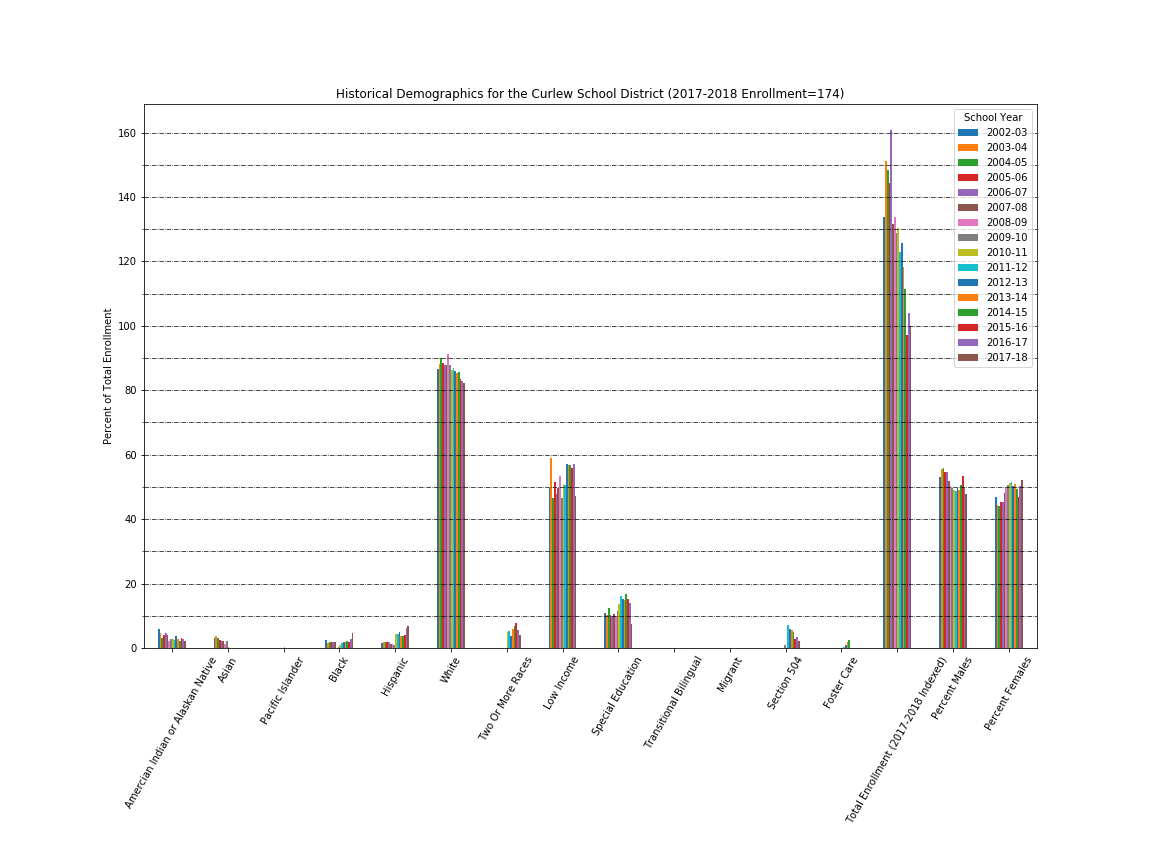 Historical Demographics for the Curlew School District (2017-2018 Enrollment=174)
Percent of Total Enrollment
160
140
120
100
80
60
40
20
0
School Year
2002-03
2003-04
2004-05
2005-06
2006-07
2007-08
2008-09
2009-10
2010-11
2011-12
2012-13
2013-14
2014-15
2015-16
2016-17
2017-18
Amercian Indian or Alaskan Native
Asian
Pacific Islander
Black
Hispanic
White
Two Or More Races
Low Income
Special Education
Transitional Bilingual
Migrant
Section 504
Foster Care
Total Enrollment (2017-2018 Indexed)
Percent Males
Percent Females